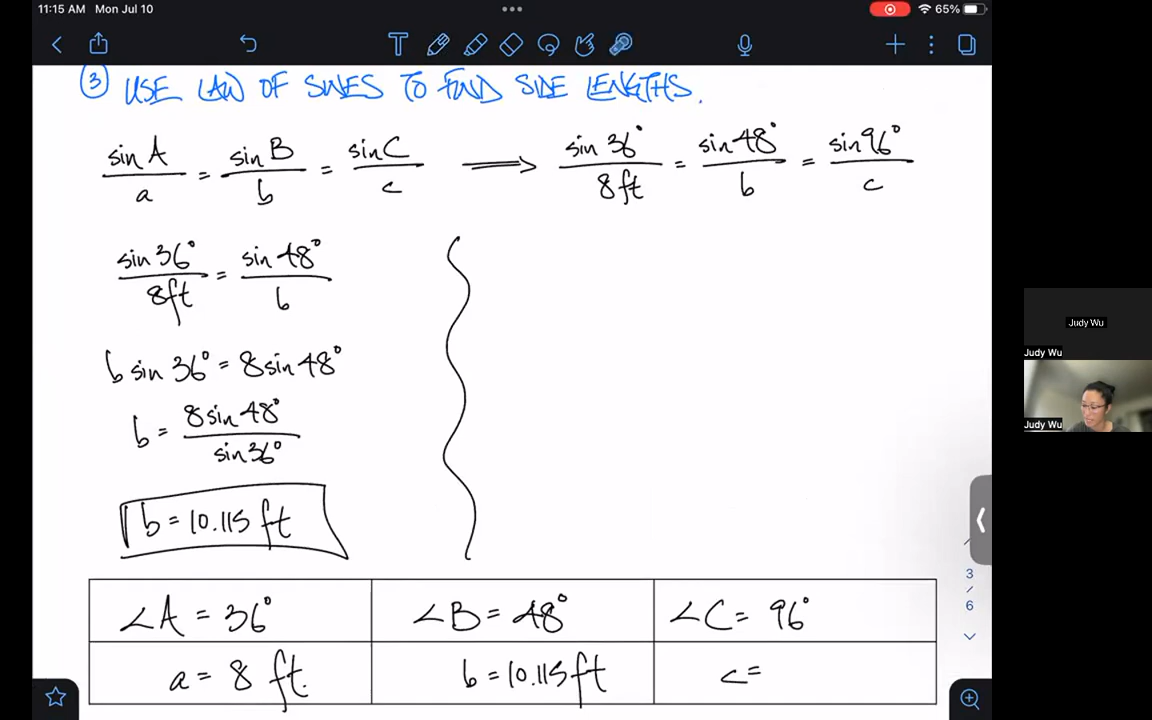 11:15 AM Mon Jul 10
65%
③ USE LAW OF SINES TO FIND SIDE LENGTHS.
sin A / a = sin B / b = sin C / c ⟹ sin 36° / 8ft = sin 48° / b = sin 96° / c
sin 36° / 8ft = sin 48° / b
b sin 36° = 8 sin 48°
b = 8 sin 48° / sin 36°
b = 10.115 ft
∠A = 36° ∠B = 48° ∠C = 96°
a = 8 ft. b = 10.115 ft c =
3 / 6
Judy Wu
Judy Wu
Judy Wu